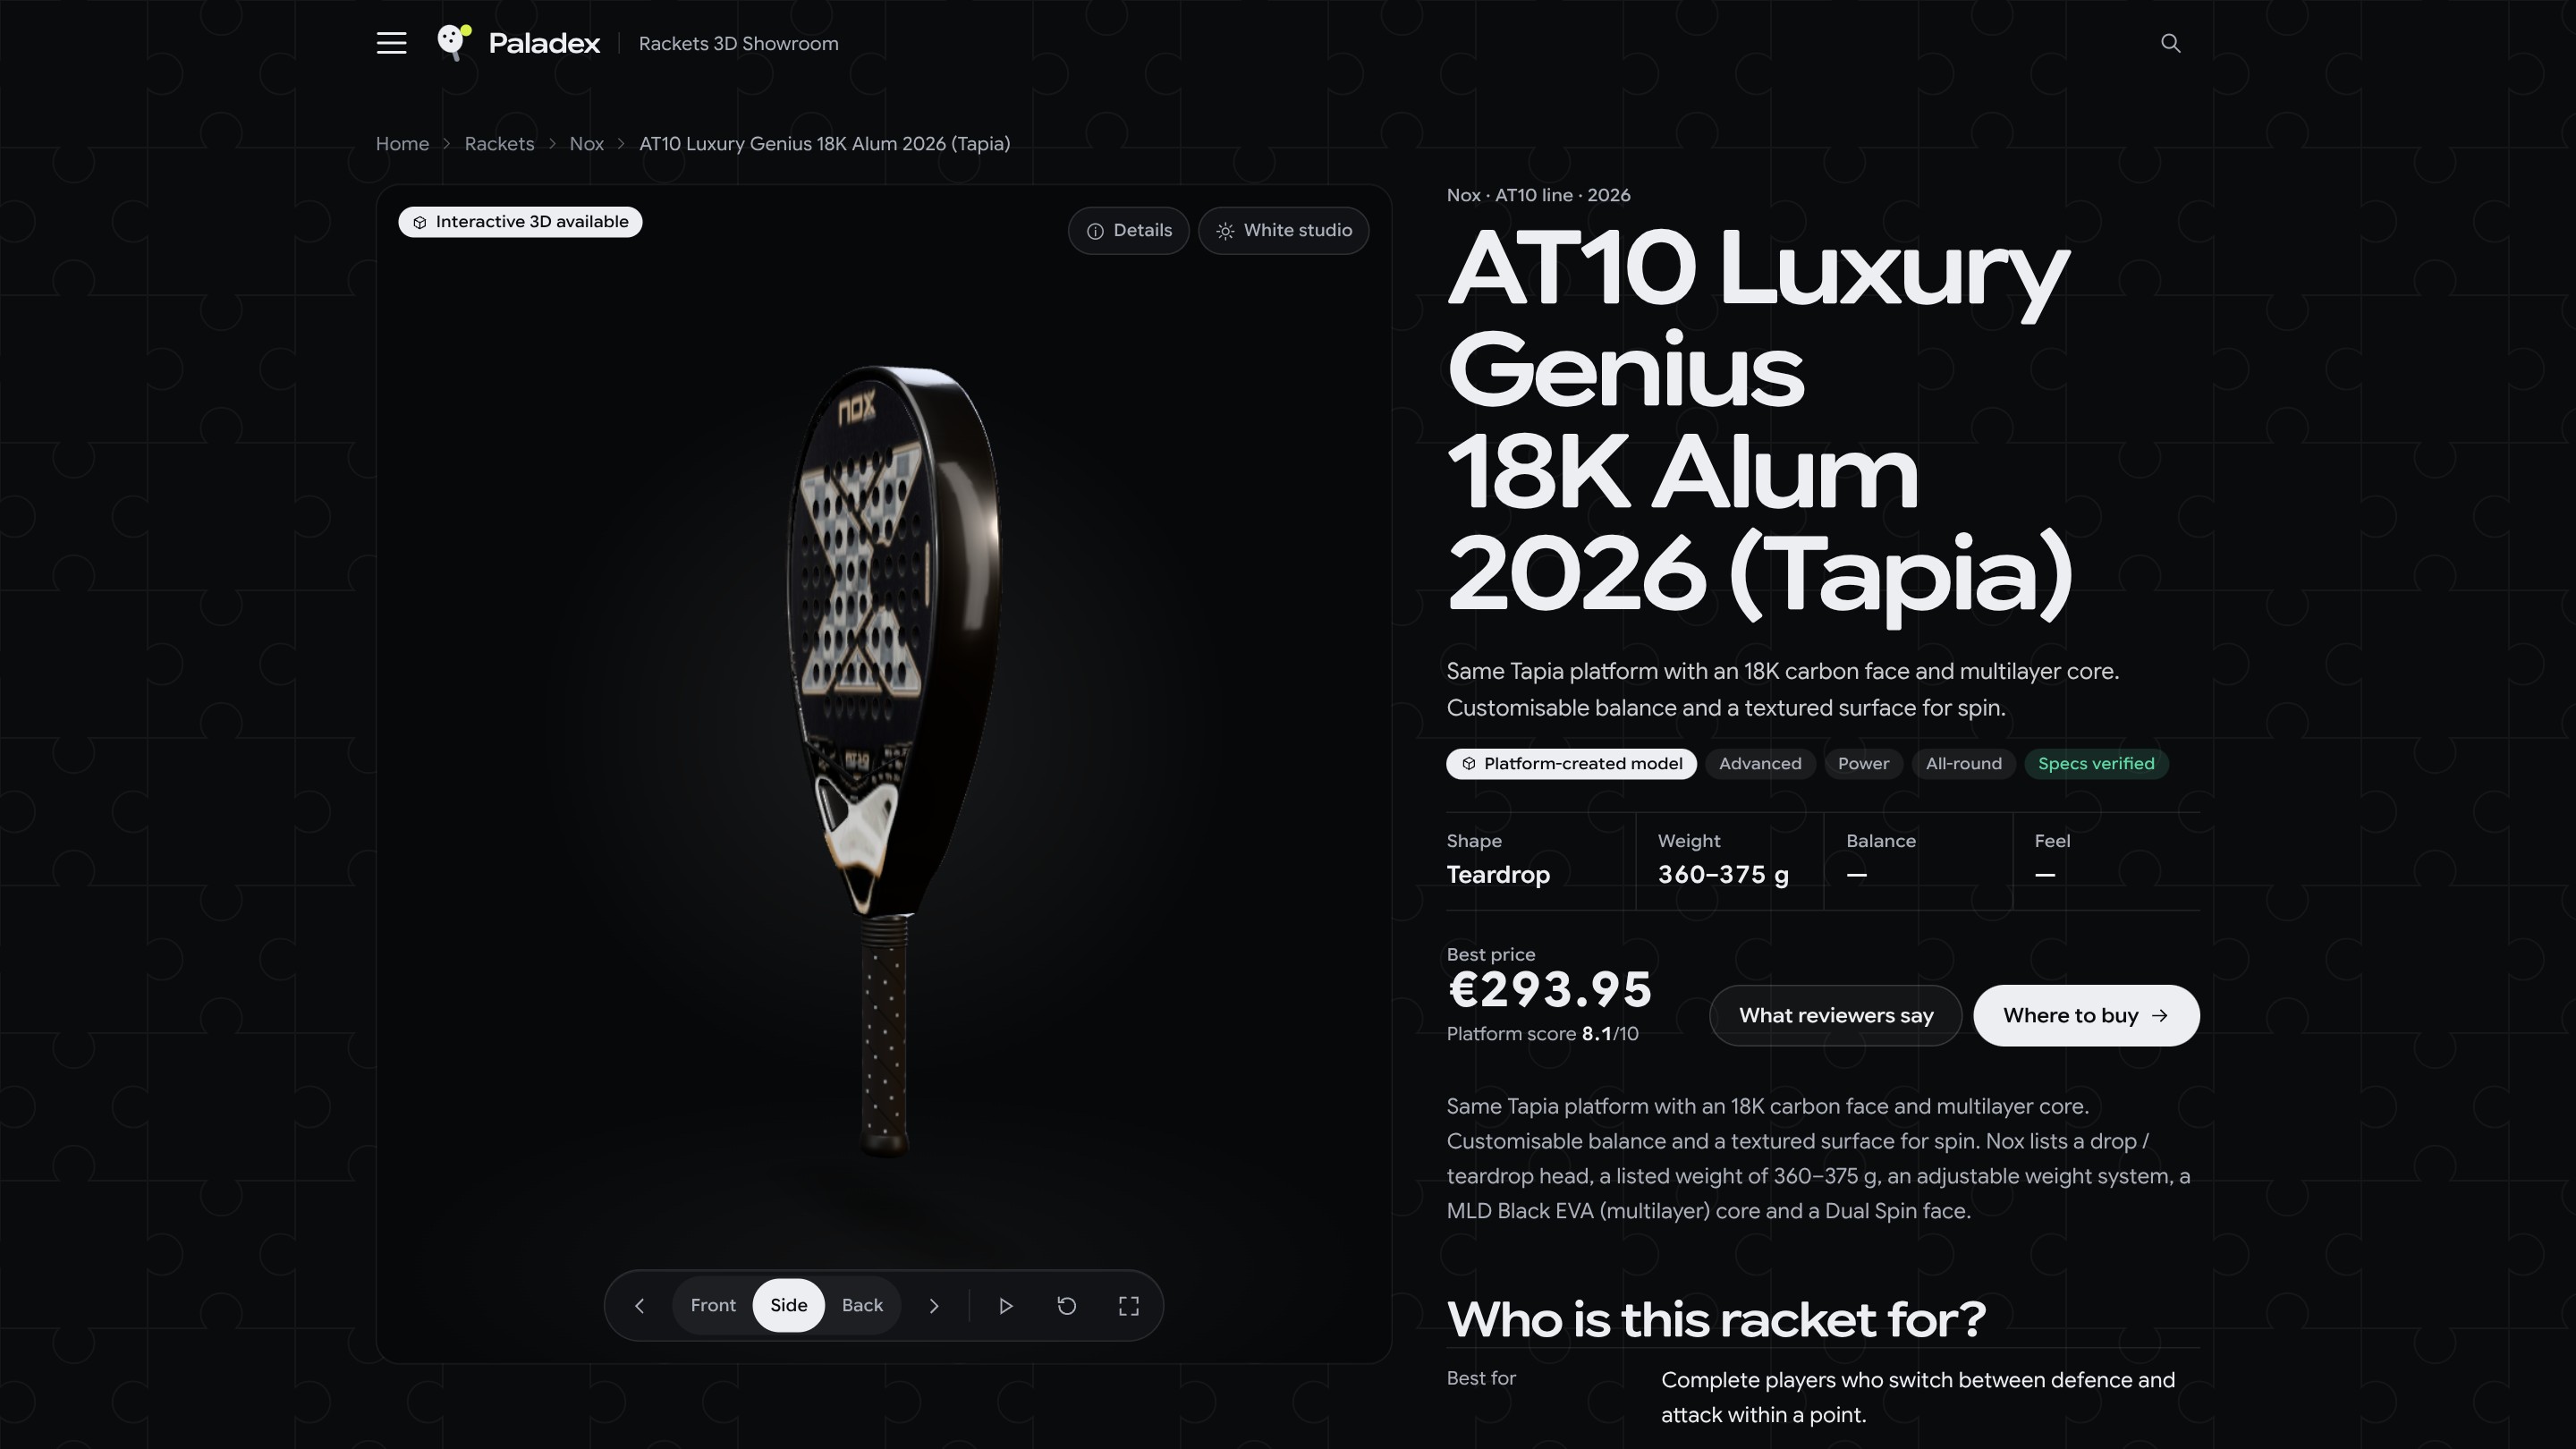 Paladex
Rackets 3D Showroom
Home > Rackets > Nox > AT10 Luxury Genius 18K Alum 2026 (Tapia)
Interactive 3D available
Details
White studio
nox
AT10
Front
Side
Back
Nox · AT10 line · 2026
AT10 Luxury
Genius
18K Alum
2026 (Tapia)
Same Tapia platform with an 18K carbon face and multilayer core.
Customisable balance and a textured surface for spin.
Platform-created model
Advanced
Power
All-round
Specs verified
Shape
Teardrop
Weight
360–375 g
Balance
—
Feel
—
Best price
€293.95
Platform score 8.1/10
What reviewers say
Where to buy →
Same Tapia platform with an 18K carbon face and multilayer core.
Customisable balance and a textured surface for spin. Nox lists a drop /
teardrop head, a listed weight of 360–375 g, an adjustable weight system, a
MLD Black EVA (multilayer) core and a Dual Spin face.
Who is this racket for?
Best for
Complete players who switch between defence and
attack within a point.